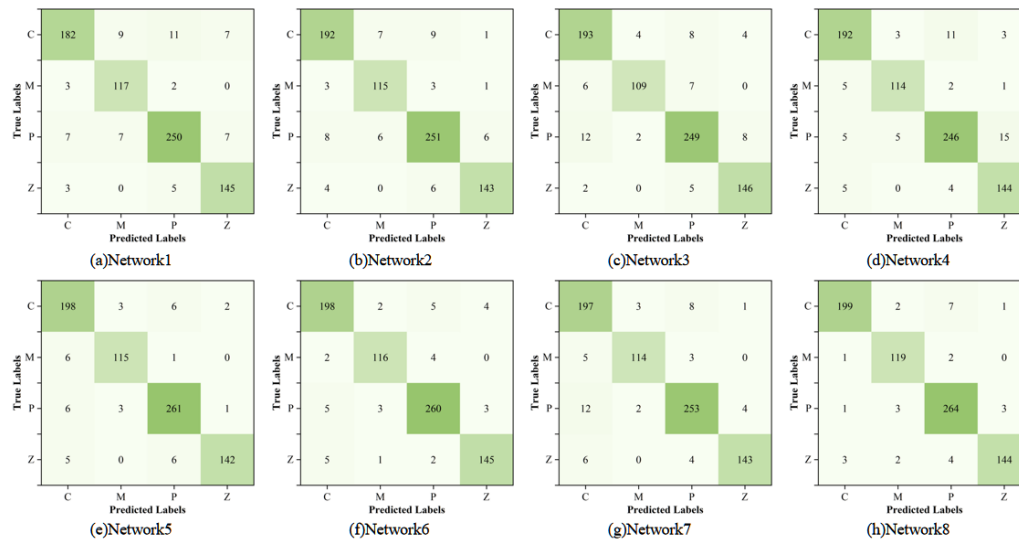 C 182 9 11 7
M 3 117 2 0
P 7 7 250 7
Z 3 0 5 145
C M P Z
True Labels
Predicted Labels
(a)Network1
C 192 7 9 1
M 3 115 3 1
P 8 6 251 6
Z 4 0 6 143
C M P Z
True Labels
Predicted Labels
(b)Network2
C 193 4 8 4
M 6 109 7 0
P 12 2 249 8
Z 2 0 5 146
C M P Z
True Labels
Predicted Labels
(c)Network3
C 192 3 11 3
M 5 114 2 1
P 5 5 246 15
Z 5 0 4 144
C M P Z
True Labels
Predicted Labels
(d)Network4
C 198 3 6 2
M 6 115 1 0
P 6 3 261 1
Z 5 0 6 142
C M P Z
True Labels
Predicted Labels
(e)Network5
C 198 2 5 4
M 2 116 4 0
P 5 3 260 3
Z 5 1 2 145
C M P Z
True Labels
Predicted Labels
(f)Network6
C 197 3 8 1
M 5 114 3 0
P 12 2 253 4
Z 6 0 4 143
C M P Z
True Labels
Predicted Labels
(g)Network7
C 199 2 7 1
M 1 119 2 0
P 1 3 264 3
Z 3 2 4 144
C M P Z
True Labels
Predicted Labels
(h)Network8